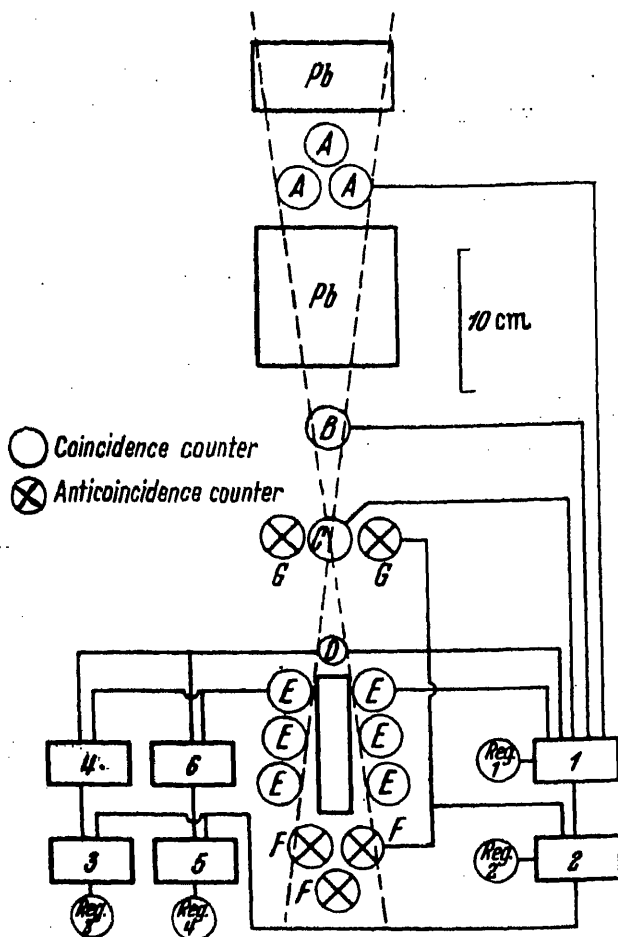 Pb
A
A A
Pb
10 cm
B
Coincidence counter
Anticoincidence counter
C
G G
D
E E
E E
E E
4. 6
Reg. 1
1
F F
3 5
Reg. 2
2
F
Reg. 3
Reg. 4